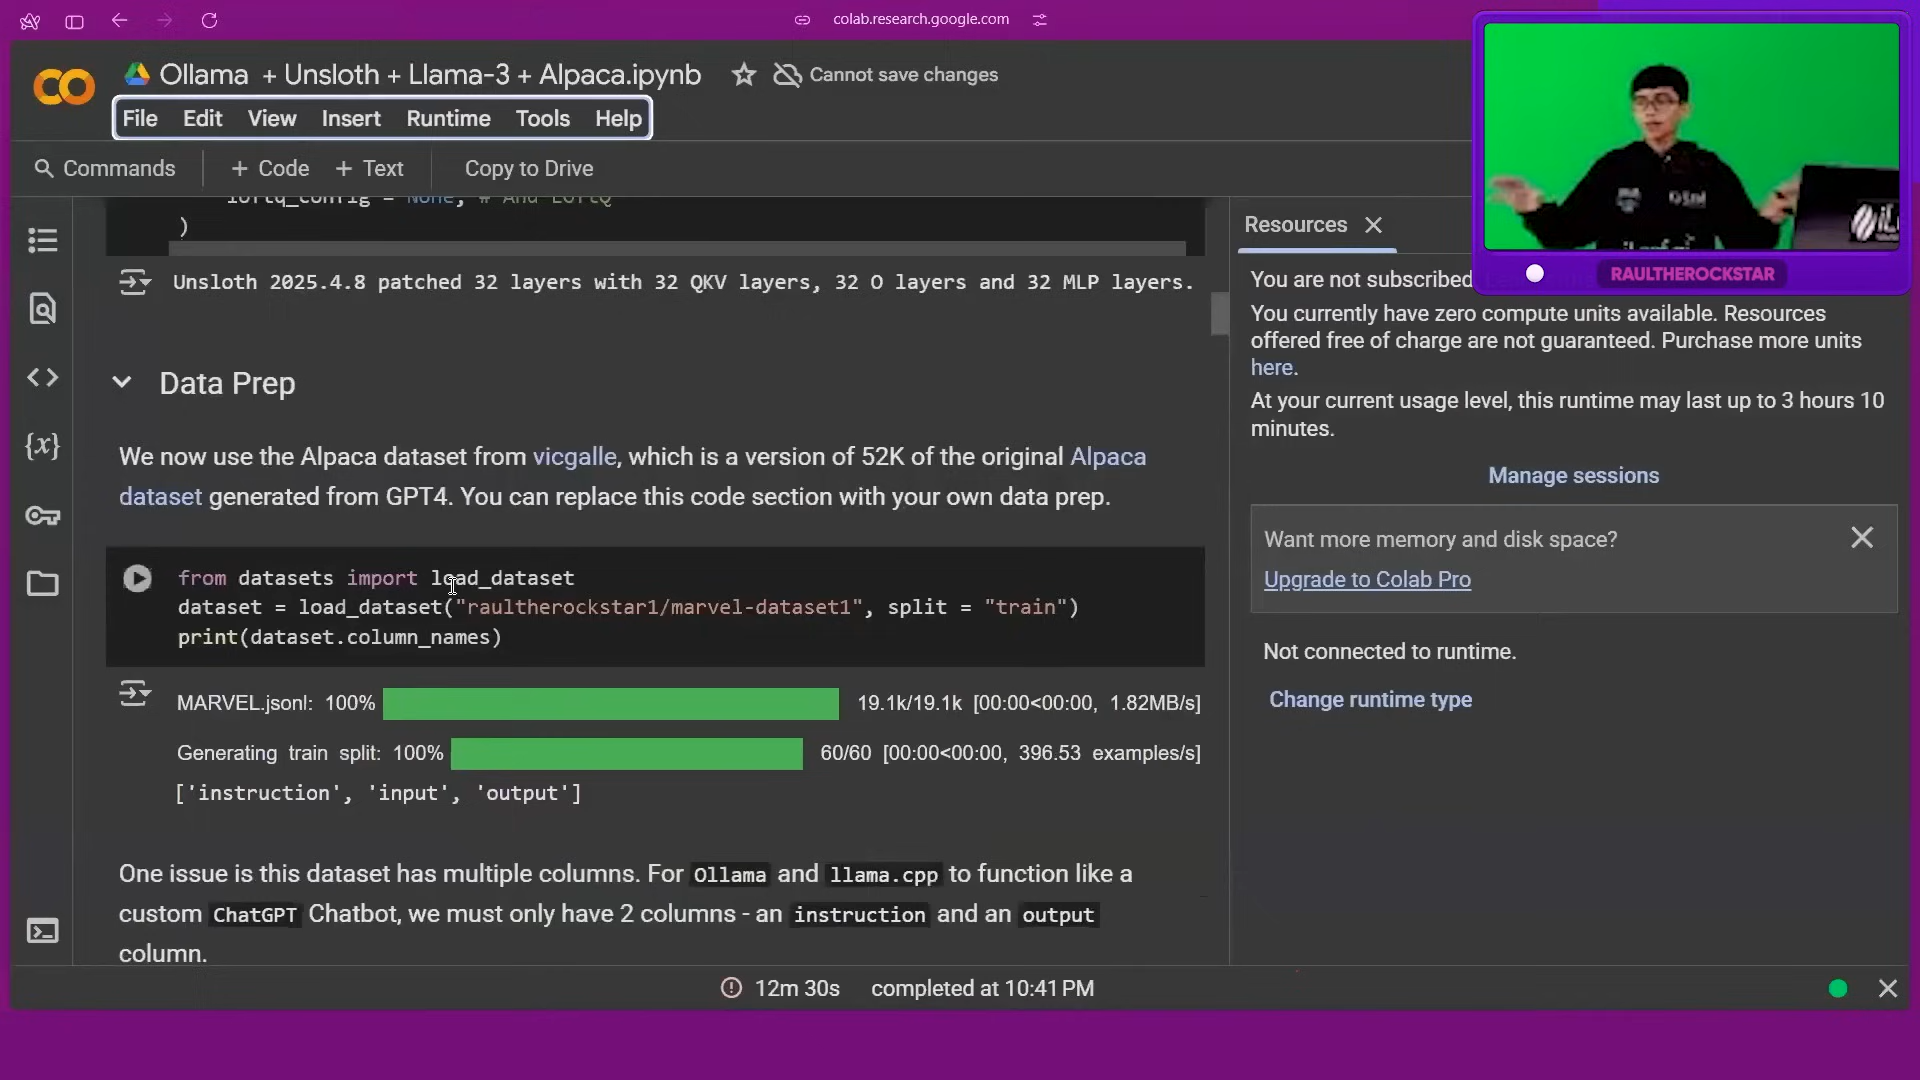 colab.research.google.com
Ollama + Unsloth + Llama-3 + Alpaca.ipynb
Cannot save changes
File Edit View Insert Runtime Tools Help
Commands
+ Code + Text
Copy to Drive
loftq_config = None, # And LoftQ
)
Unsloth 2025.4.8 patched 32 layers with 32 QKV layers, 32 O layers and 32 MLP layers.
Data Prep
We now use the Alpaca dataset from vicgalle, which is a version of 52K of the original Alpaca
dataset generated from GPT4. You can replace this code section with your own data prep.
from datasets import load_dataset
dataset = load_dataset("raultherockstar1/marvel-dataset1", split = "train")
print(dataset.column_names)
MARVEL.jsonl: 100% 19.1k/19.1k [00:00<00:00, 1.82MB/s]
Generating train split: 100% 60/60 [00:00<00:00, 396.53 examples/s]
['instruction', 'input', 'output']
One issue is this dataset has multiple columns. For Ollama and llama.cpp to function like a
custom ChatGPT Chatbot, we must only have 2 columns - an instruction and an output
column.
Resources
You are not subscribed
You currently have zero compute units available. Resources
offered free of charge are not guaranteed. Purchase more units
here.
At your current usage level, this runtime may last up to 3 hours 10
minutes.
Manage sessions
Want more memory and disk space?
Upgrade to Colab Pro
Not connected to runtime.
Change runtime type
RAULTHEROCKSTAR
12m 30s completed at 10:41 PM